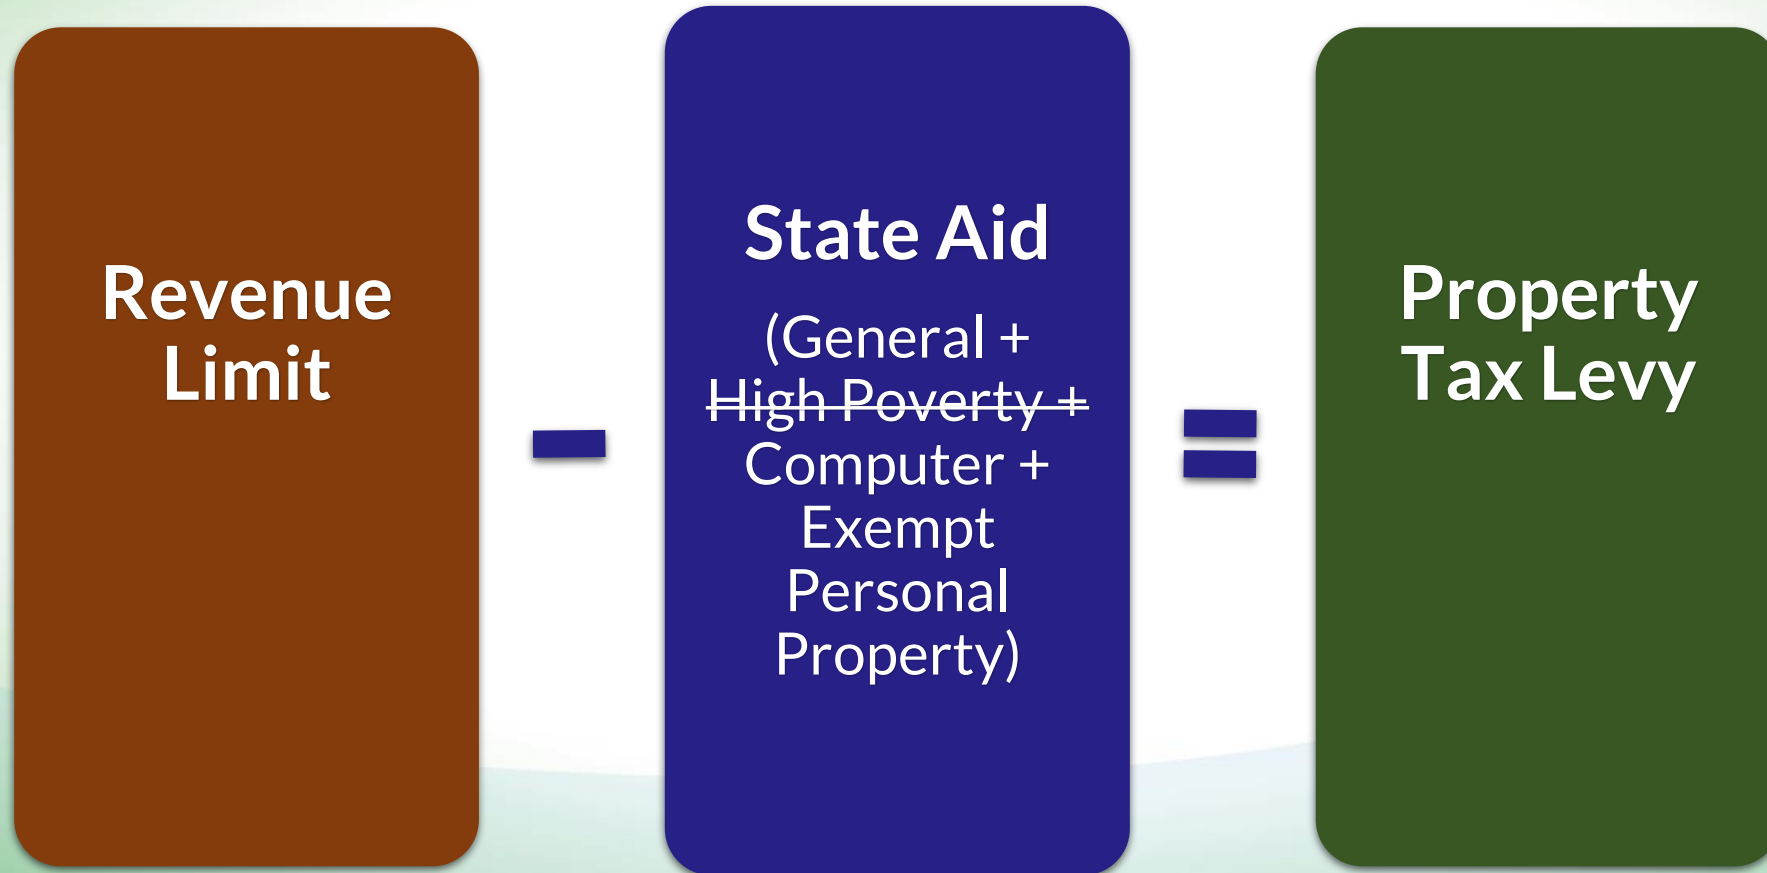 Revenue
Limit
-
State Aid
(General +
~~High Poverty +~~
Computer +
Exempt
Personal
Property)
=
Property
Tax Levy